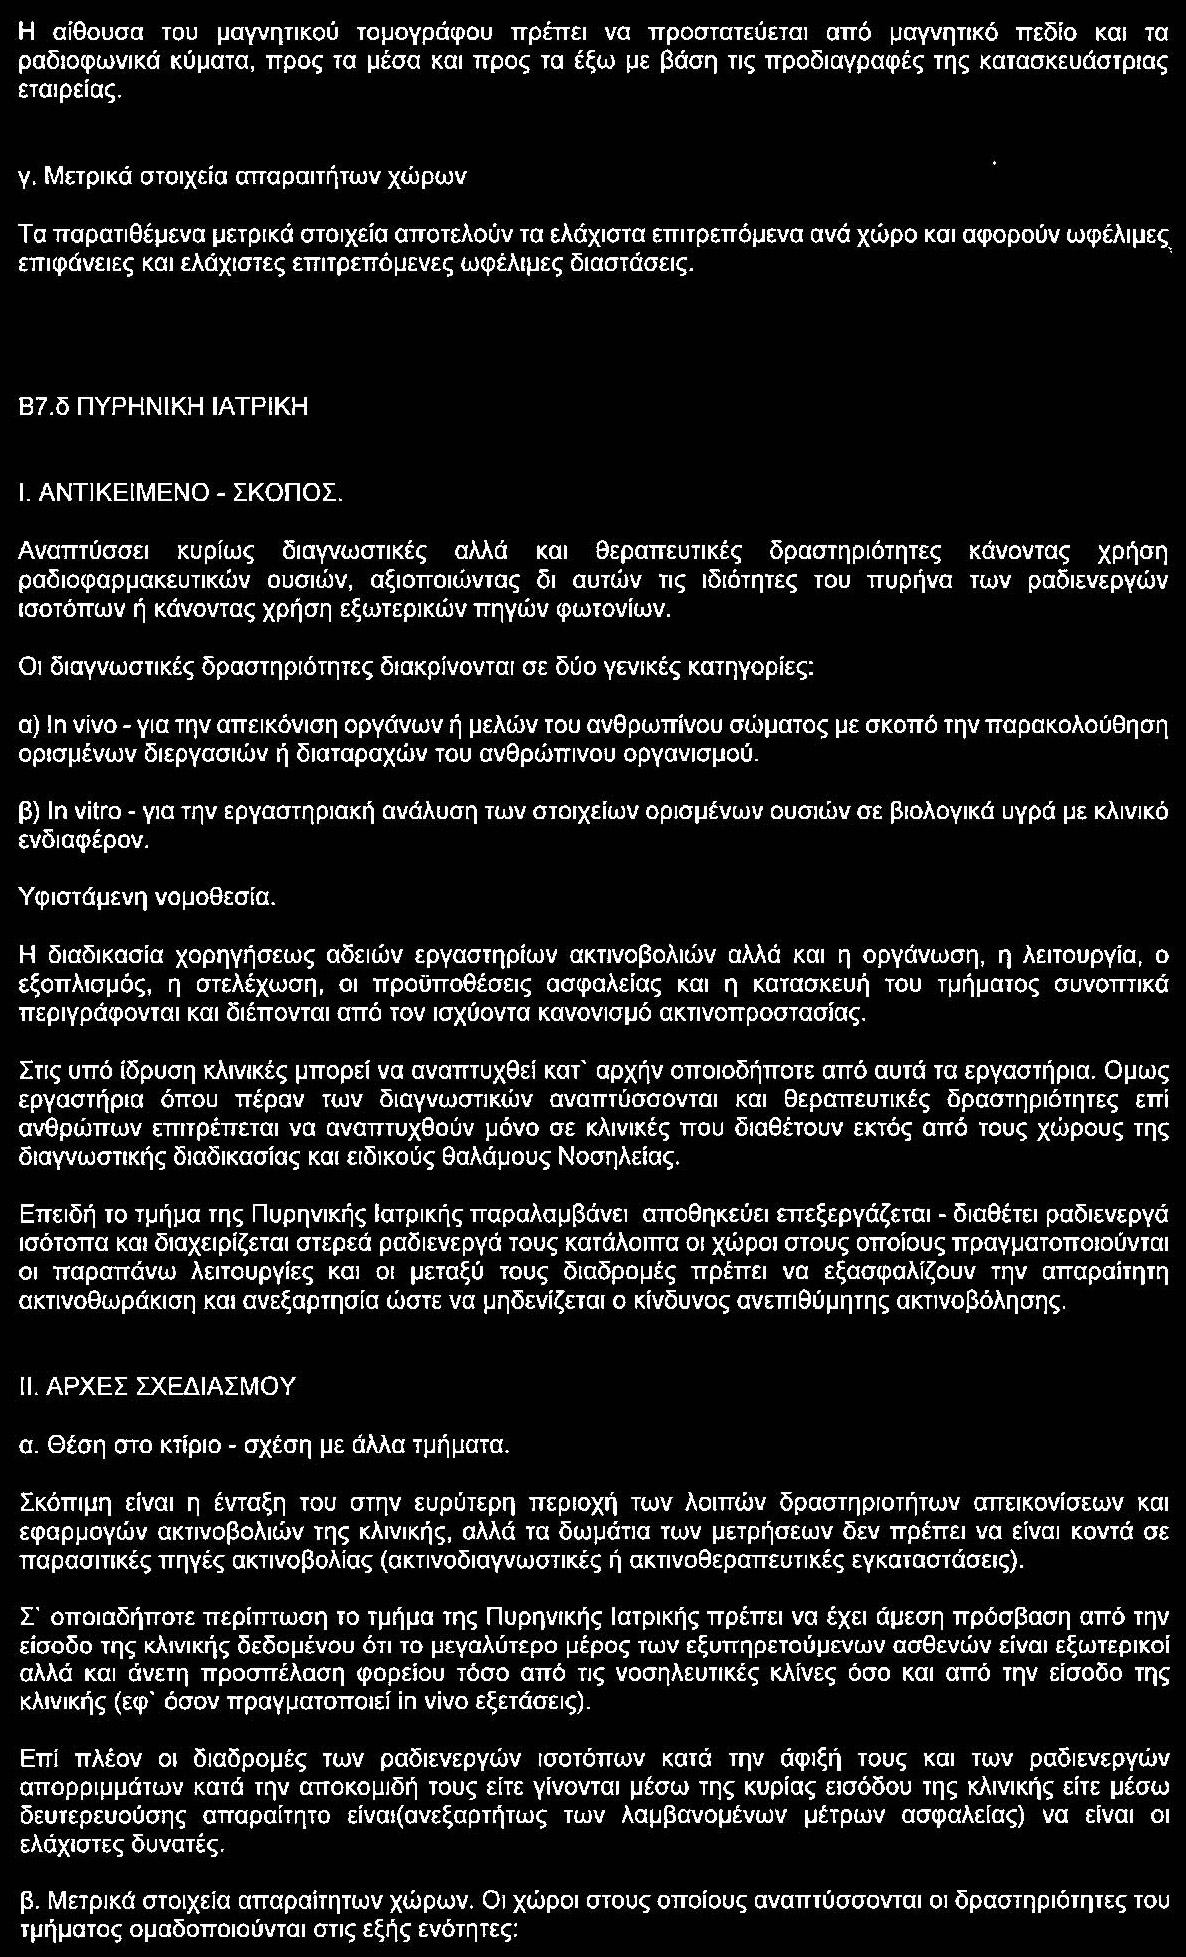 Η αίθουσα του μαγνητικού τομογράφου πρέπει να προστατεύεται από μαγνητικό πεδίο και τα
ραδιοφωνικά κύματα, προς τα μέσα και προς τα έξω με βάση τις προδιαγραφές της κατασκευάστριας
εταιρείας.
γ. Μετρικά στοιχεία απαραιτήτων χώρων
Τα παρατιθέμενα μετρικά στοιχεία αποτελούν τα ελάχιστα επιτρεπόμενα ανά χώρο και αφορούν ωφέλιμες
επιφάνειες και ελάχιστες επιτρεπόμενες ωφέλιμες διαστάσεις.
Β7.δ ΠΥΡΗΝΙΚΗ ΙΑΤΡΙΚΗ
Ι. ΑΝΤΙΚΕΙΜΕΝΟ - ΣΚΟΠΟΣ.
Αναπτύσσει κυρίως διαγνωστικές αλλά και θεραπευτικές δραστηριότητες κάνοντας χρήση
ραδιοφαρμακευτικών ουσιών, αξιοποιώντας δι αυτών τις ιδιότητες του πυρήνα των ραδιενεργών
ισοτόπων ή κάνοντας χρήση εξωτερικών πηγών φωτονίων.
Οι διαγνωστικές δραστηριότητες διακρίνονται σε δύο γενικές κατηγορίες:
α) In vivo - για την απεικόνιση οργάνων ή μελών του ανθρωπίνου σώματος με σκοπό την παρακολούθηση
ορισμένων διεργασιών ή διαταραχών του ανθρώπινου οργανισμού.
β) In vitro - για την εργαστηριακή ανάλυση των στοιχείων ορισμένων ουσιών σε βιολογικά υγρά με κλινικό
ενδιαφέρον.
Υφιστάμενη νομοθεσία.
Η διαδικασία χορηγήσεως αδειών εργαστηρίων ακτινοβολιών αλλά και η οργάνωση, η λειτουργία, ο
εξοπλισμός, η στελέχωση, οι προϋποθέσεις ασφαλείας και η κατασκευή του τμήματος συνοπτικά
περιγράφονται και διέπονται από τον ισχύοντα κανονισμό ακτινοπροστασίας.
Στις υπό ίδρυση κλινικές μπορεί να αναπτυχθεί κατ' αρχήν οποιοδήποτε από αυτά τα εργαστήρια. Ομως
εργαστήρια όπου πέραν των διαγνωστικών αναπτύσσονται και θεραπευτικές δραστηριότητες επί
ανθρώπων επιτρέπεται να αναπτυχθούν μόνο σε κλινικές που διαθέτουν εκτός από τους χώρους της
διαγνωστικής διαδικασίας και ειδικούς θαλάμους Νοσηλείας.
Επειδή το τμήμα της Πυρηνικής Ιατρικής παραλαμβάνει αποθηκεύει επεξεργάζεται - διαθέτει ραδιενεργά
ισότοπα και διαχειρίζεται στερεά ραδιενεργά τους κατάλοιπα οι χώροι στους οποίους πραγματοποιούνται
οι παραπάνω λειτουργίες και οι μεταξύ τους διαδρομές πρέπει να εξασφαλίζουν την απαραίτητη
ακτινοθωράκιση και ανεξαρτησία ώστε να μηδενίζεται ο κίνδυνος ανεπιθύμητης ακτινοβόλησης.
ΙΙ. ΑΡΧΕΣ ΣΧΕΔΙΑΣΜΟΥ
α. Θέση στο κτίριο - σχέση με άλλα τμήματα.
Σκόπιμη είναι η ένταξη του στην ευρύτερη περιοχή των λοιπών δραστηριοτήτων απεικονίσεων και
εφαρμογών ακτινοβολιών της κλινικής, αλλά τα δωμάτια των μετρήσεων δεν πρέπει να είναι κοντά σε
παρασιτικές πηγές ακτινοβολίας (ακτινοδιαγνωστικές ή ακτινοθεραπευτικές εγκαταστάσεις).
Σ' οποιαδήποτε περίπτωση το τμήμα της Πυρηνικής Ιατρικής πρέπει να έχει άμεση πρόσβαση από την
είσοδο της κλινικής δεδομένου ότι το μεγαλύτερο μέρος των εξυπηρετούμενων ασθενών είναι εξωτερικοί
αλλά και άνετη προσπέλαση φορείου τόσο από τις νοσηλευτικές κλίνες όσο και από την είσοδο της
κλινικής (εφ' όσον πραγματοποιεί in vivo εξετάσεις).
Επί πλέον οι διαδρομές των ραδιενεργών ισοτόπων κατά την άφιξή τους και των ραδιενεργών
απορριμμάτων κατά την αποκομιδή τους είτε γίνονται μέσω της κυρίας εισόδου της κλινικής είτε μέσω
δευτερευούσης απαραίτητο είναι(ανεξαρτήτως των λαμβανομένων μέτρων ασφαλείας) να είναι οι
ελάχιστες δυνατές.
β. Μετρικά στοιχεία απαραίτητων χώρων. Οι χώροι στους οποίους αναπτύσσονται οι δραστηριότητες του
τμήματος ομαδοποιούνται στις εξής ενότητες: